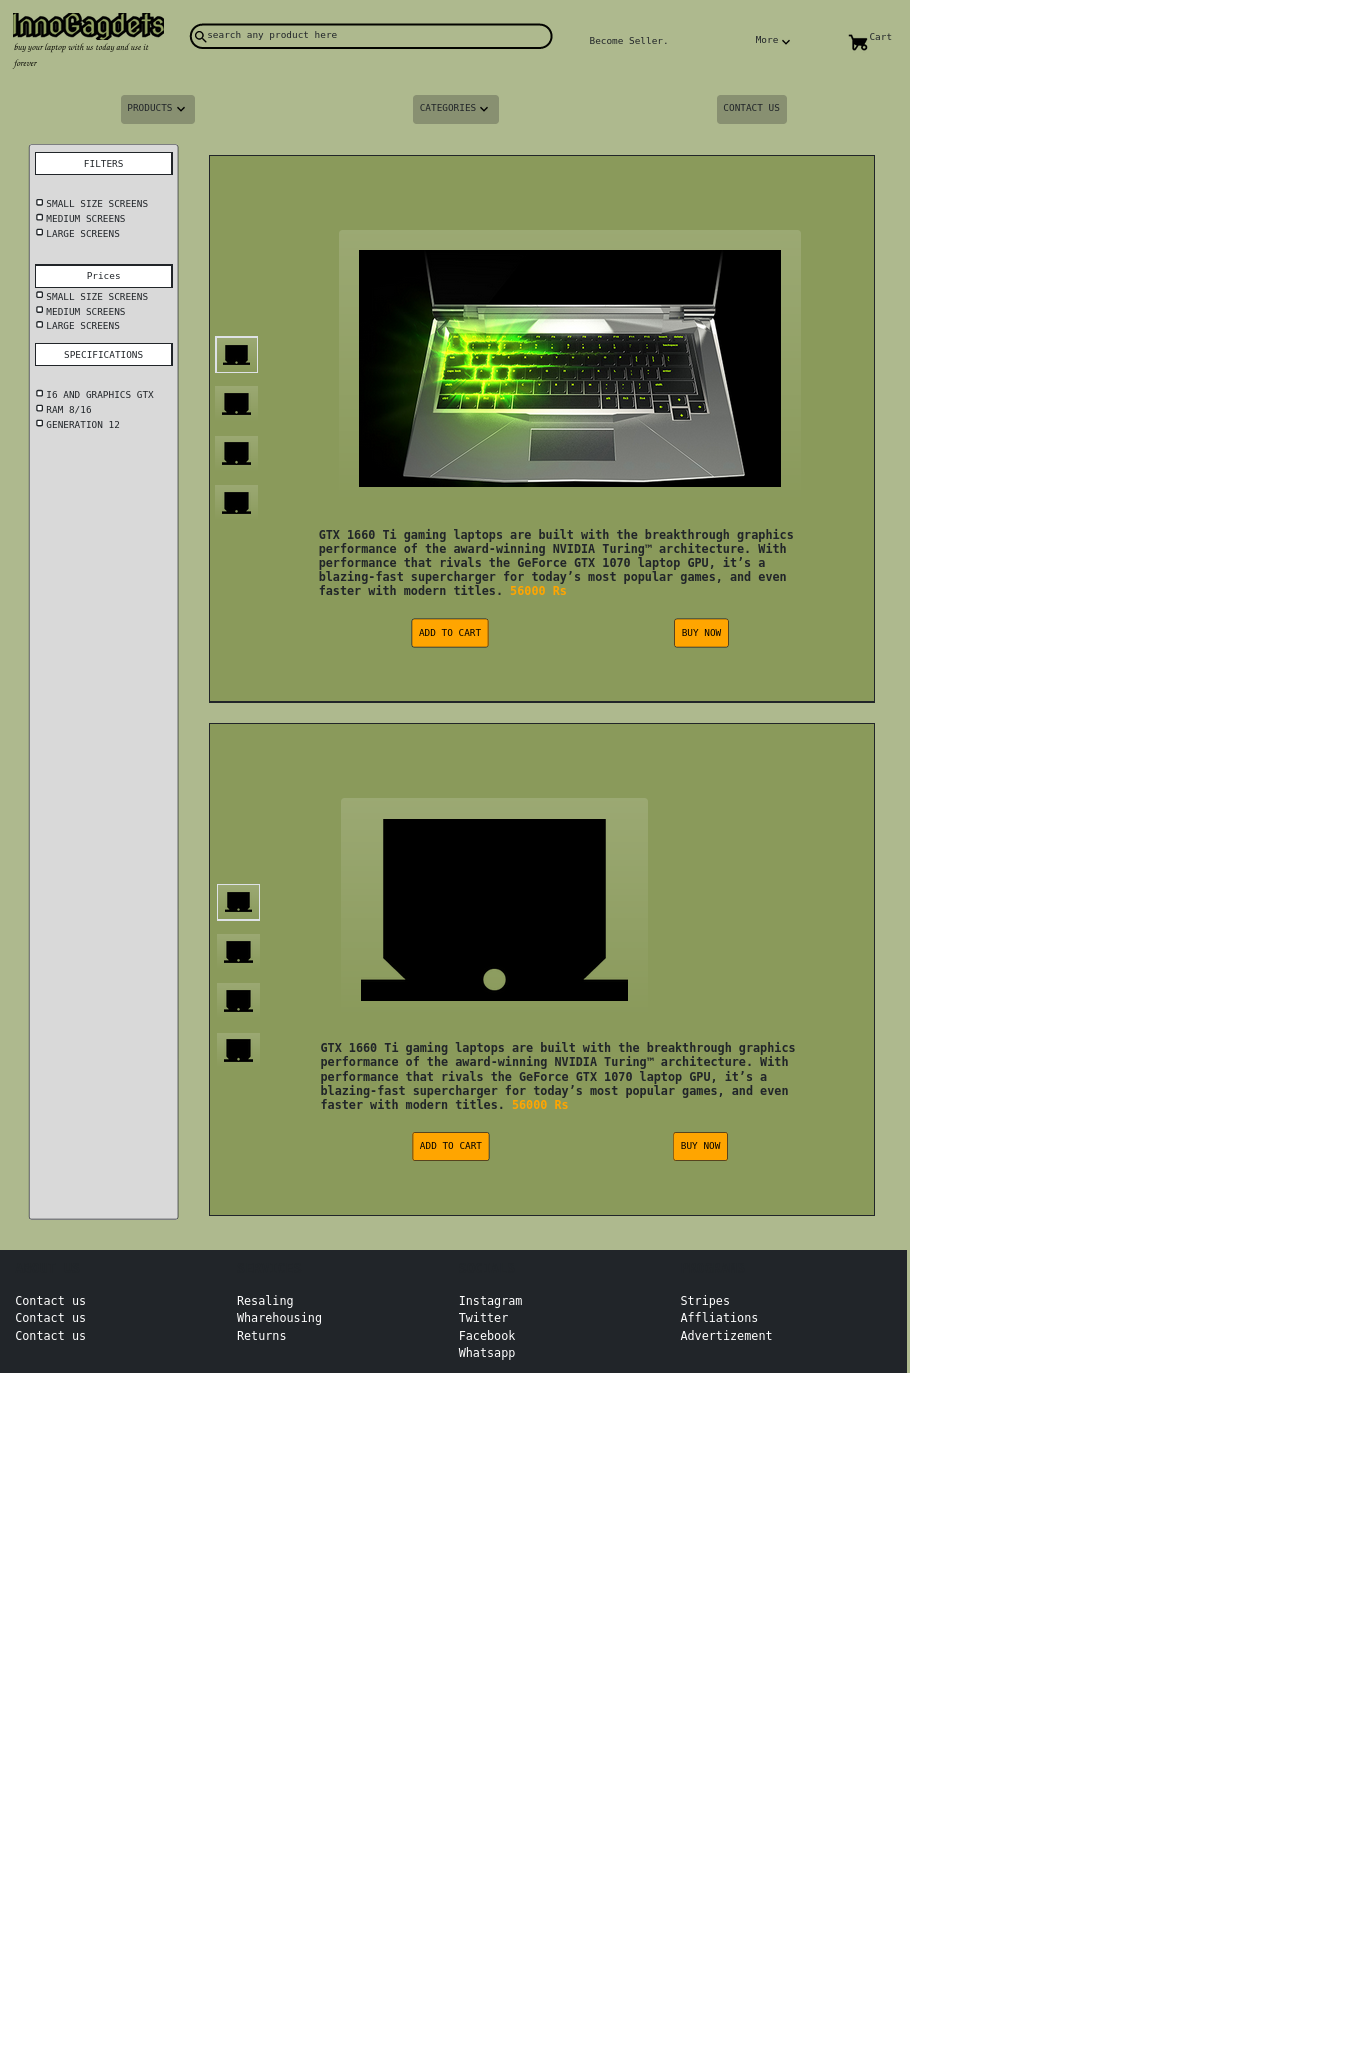 InnoGagdets
buy your laptop with us today and use it
forever
search any product here
Become Seller.
More
Cart
PRODUCTS
CATEGORIES
CONTACT US
FILTERS
SMALL SIZE SCREENS
MEDIUM SCREENS
LARGE SCREENS
Prices
SMALL SIZE SCREENS
MEDIUM SCREENS
LARGE SCREENS
SPECIFICATIONS
I6 AND GRAPHICS GTX
RAM 8/16
GENERATION 12
GTX 1660 Ti gaming laptops are built with the breakthrough graphics
performance of the award-winning NVIDIA Turing™ architecture. With
performance that rivals the GeForce GTX 1070 laptop GPU, it’s a
blazing-fast supercharger for today’s most popular games, and even
faster with modern titles. 56000 Rs
ADD TO CART
BUY NOW
GTX 1660 Ti gaming laptops are built with the breakthrough graphics
performance of the award-winning NVIDIA Turing™ architecture. With
performance that rivals the GeForce GTX 1070 laptop GPU, it’s a
blazing-fast supercharger for today’s most popular games, and even
faster with modern titles. 56000 Rs
ADD TO CART
BUY NOW
Contact us
Contact us
Contact us
Resaling
Wharehousing
Returns
Instagram
Twitter
Facebook
Whatsapp
Stripes
Affliations
Advertizement